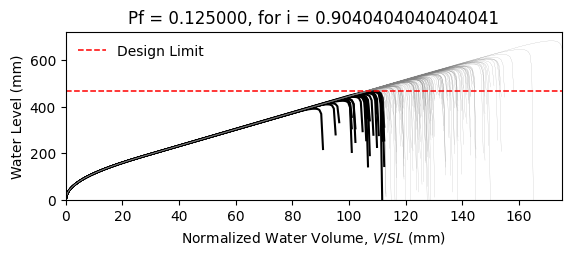 Pf = 0.125000, for i = 0.9040404040404041
Design Limit
Water Level (mm)
600
400
200
0
0 20 40 60 80 100 120 140 160
Normalized Water Volume, V/SL (mm)